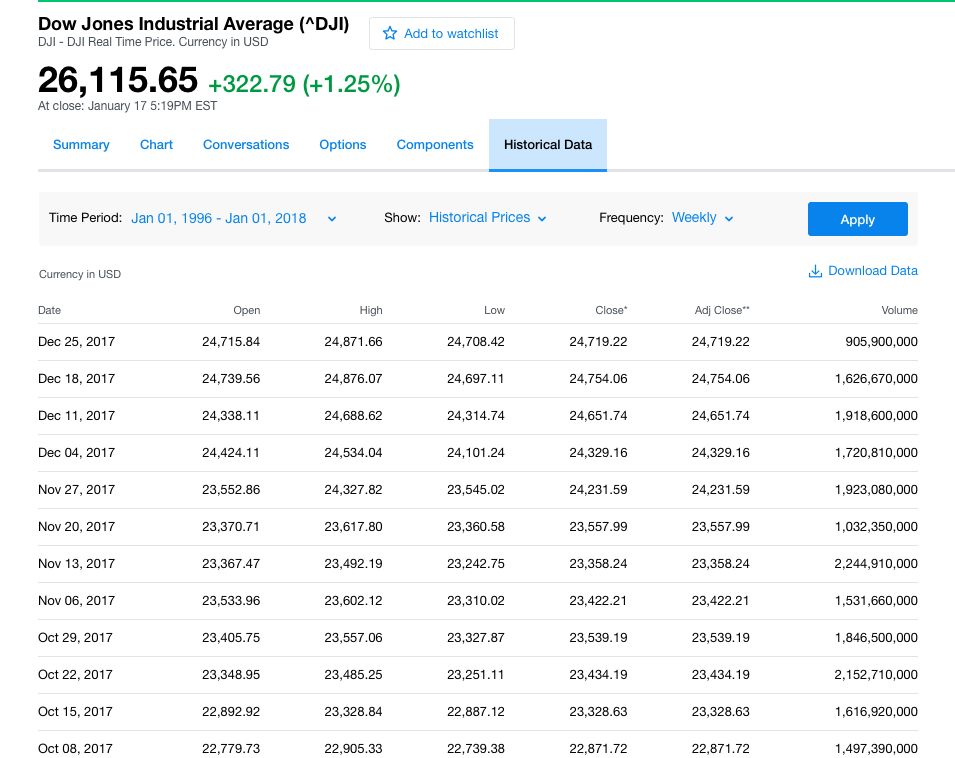 Dow Jones Industrial Average (^DJI)
Add to watchlist
DJI - DJI Real Time Price. Currency in USD
26,115.65 +322.79 (+1.25%)
At close: January 17 5:19PM EST
Summary Chart Conversations Options Components Historical Data
Time Period: Jan 01, 1996 - Jan 01, 2018 Show: Historical Prices Frequency: Weekly Apply
Currency in USD Download Data
Date Open High Low Close* Adj Close** Volume
Dec 25, 2017 24,715.84 24,871.66 24,708.42 24,719.22 24,719.22 905,900,000
Dec 18, 2017 24,739.56 24,876.07 24,697.11 24,754.06 24,754.06 1,626,670,000
Dec 11, 2017 24,338.11 24,688.62 24,314.74 24,651.74 24,651.74 1,918,600,000
Dec 04, 2017 24,424.11 24,534.04 24,101.24 24,329.16 24,329.16 1,720,810,000
Nov 27, 2017 23,552.86 24,327.82 23,545.02 24,231.59 24,231.59 1,923,080,000
Nov 20, 2017 23,370.71 23,617.80 23,360.58 23,557.99 23,557.99 1,032,350,000
Nov 13, 2017 23,367.47 23,492.19 23,242.75 23,358.24 23,358.24 2,244,910,000
Nov 06, 2017 23,533.96 23,602.12 23,310.02 23,422.21 23,422.21 1,531,660,000
Oct 29, 2017 23,405.75 23,557.06 23,327.87 23,539.19 23,539.19 1,846,500,000
Oct 22, 2017 23,348.95 23,485.25 23,251.11 23,434.19 23,434.19 2,152,710,000
Oct 15, 2017 22,892.92 23,328.84 22,887.12 23,328.63 23,328.63 1,616,920,000
Oct 08, 2017 22,779.73 22,905.33 22,739.38 22,871.72 22,871.72 1,497,390,000